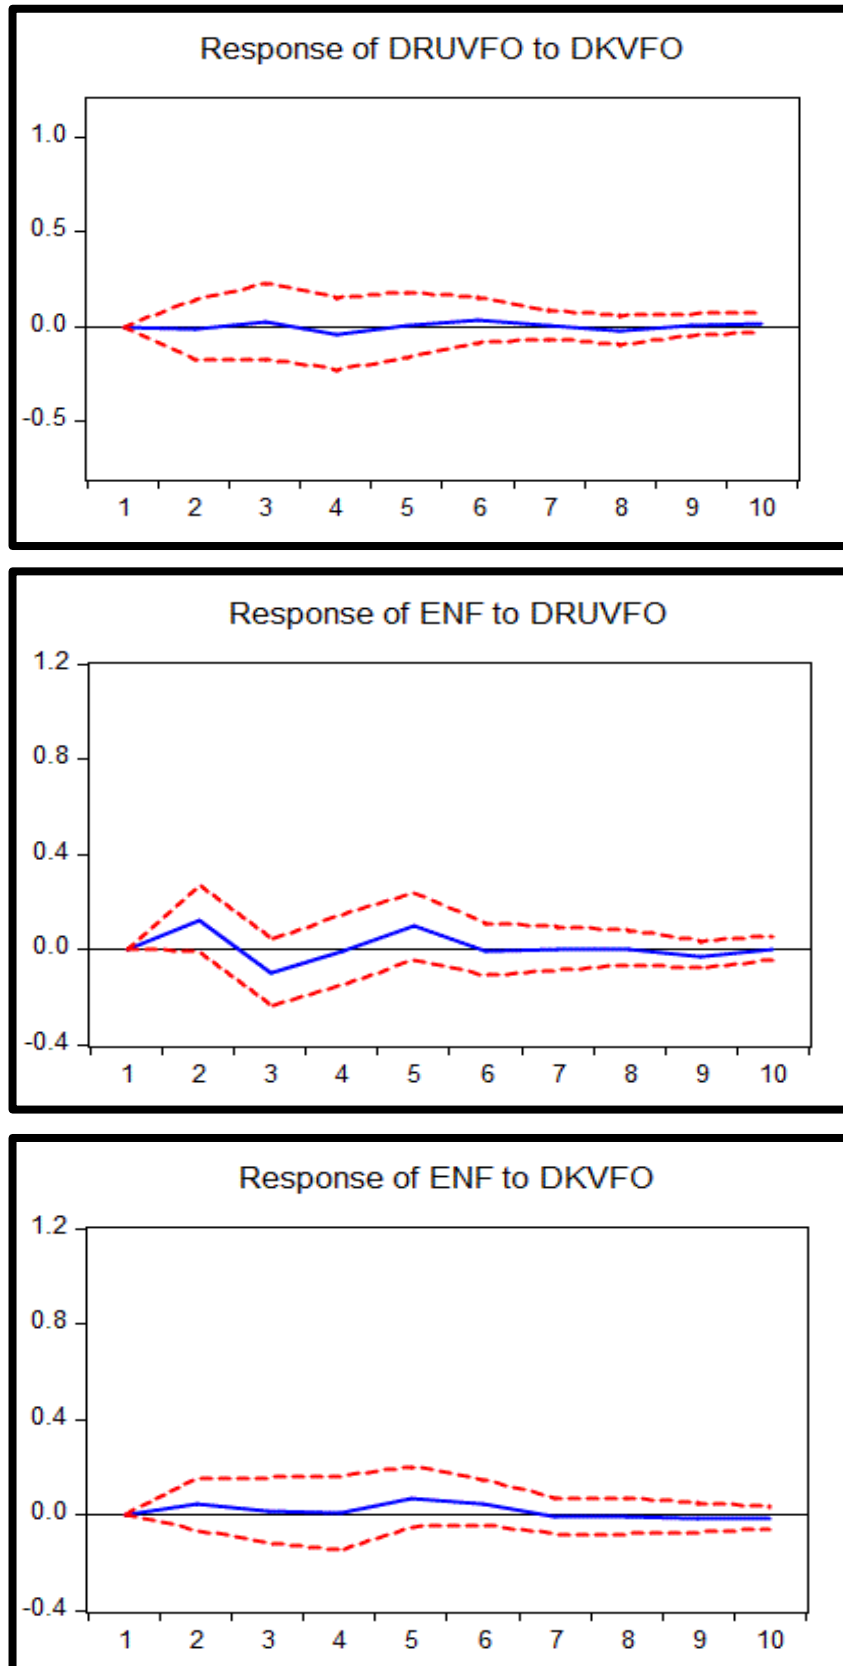 Response of DRUVFO to DKVFO
1.0
0.5
0.0
-0.5
1 2 3 4 5 6 7 8 9 10
Response of ENF to DRUVFO
1.2
0.8
0.4
0.0
-0.4
1 2 3 4 5 6 7 8 9 10
Response of ENF to DKVFO
1.2
0.8
0.4
0.0
-0.4
1 2 3 4 5 6 7 8 9 10